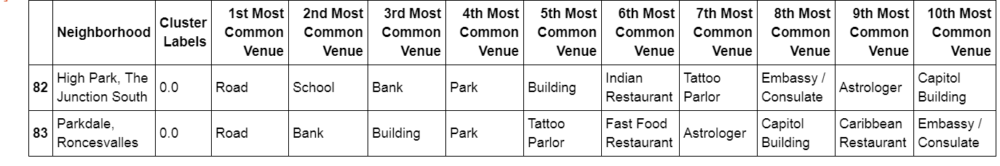 Neighborhood Cluster Labels 1st Most Common Venue 2nd Most Common Venue 3rd Most Common Venue 4th Most Common Venue 5th Most Common Venue 6th Most Common Venue 7th Most Common Venue 8th Most Common Venue 9th Most Common Venue 10th Most Common Venue
82 High Park, The Junction South 0.0 Road School Bank Park Building Indian Restaurant Tattoo Parlor Embassy / Consulate Astrologer Capitol Building
83 Parkdale, Roncesvalles 0.0 Road Bank Building Park Tattoo Parlor Fast Food Restaurant Astrologer Capitol Building Caribbean Restaurant Embassy / Consulate